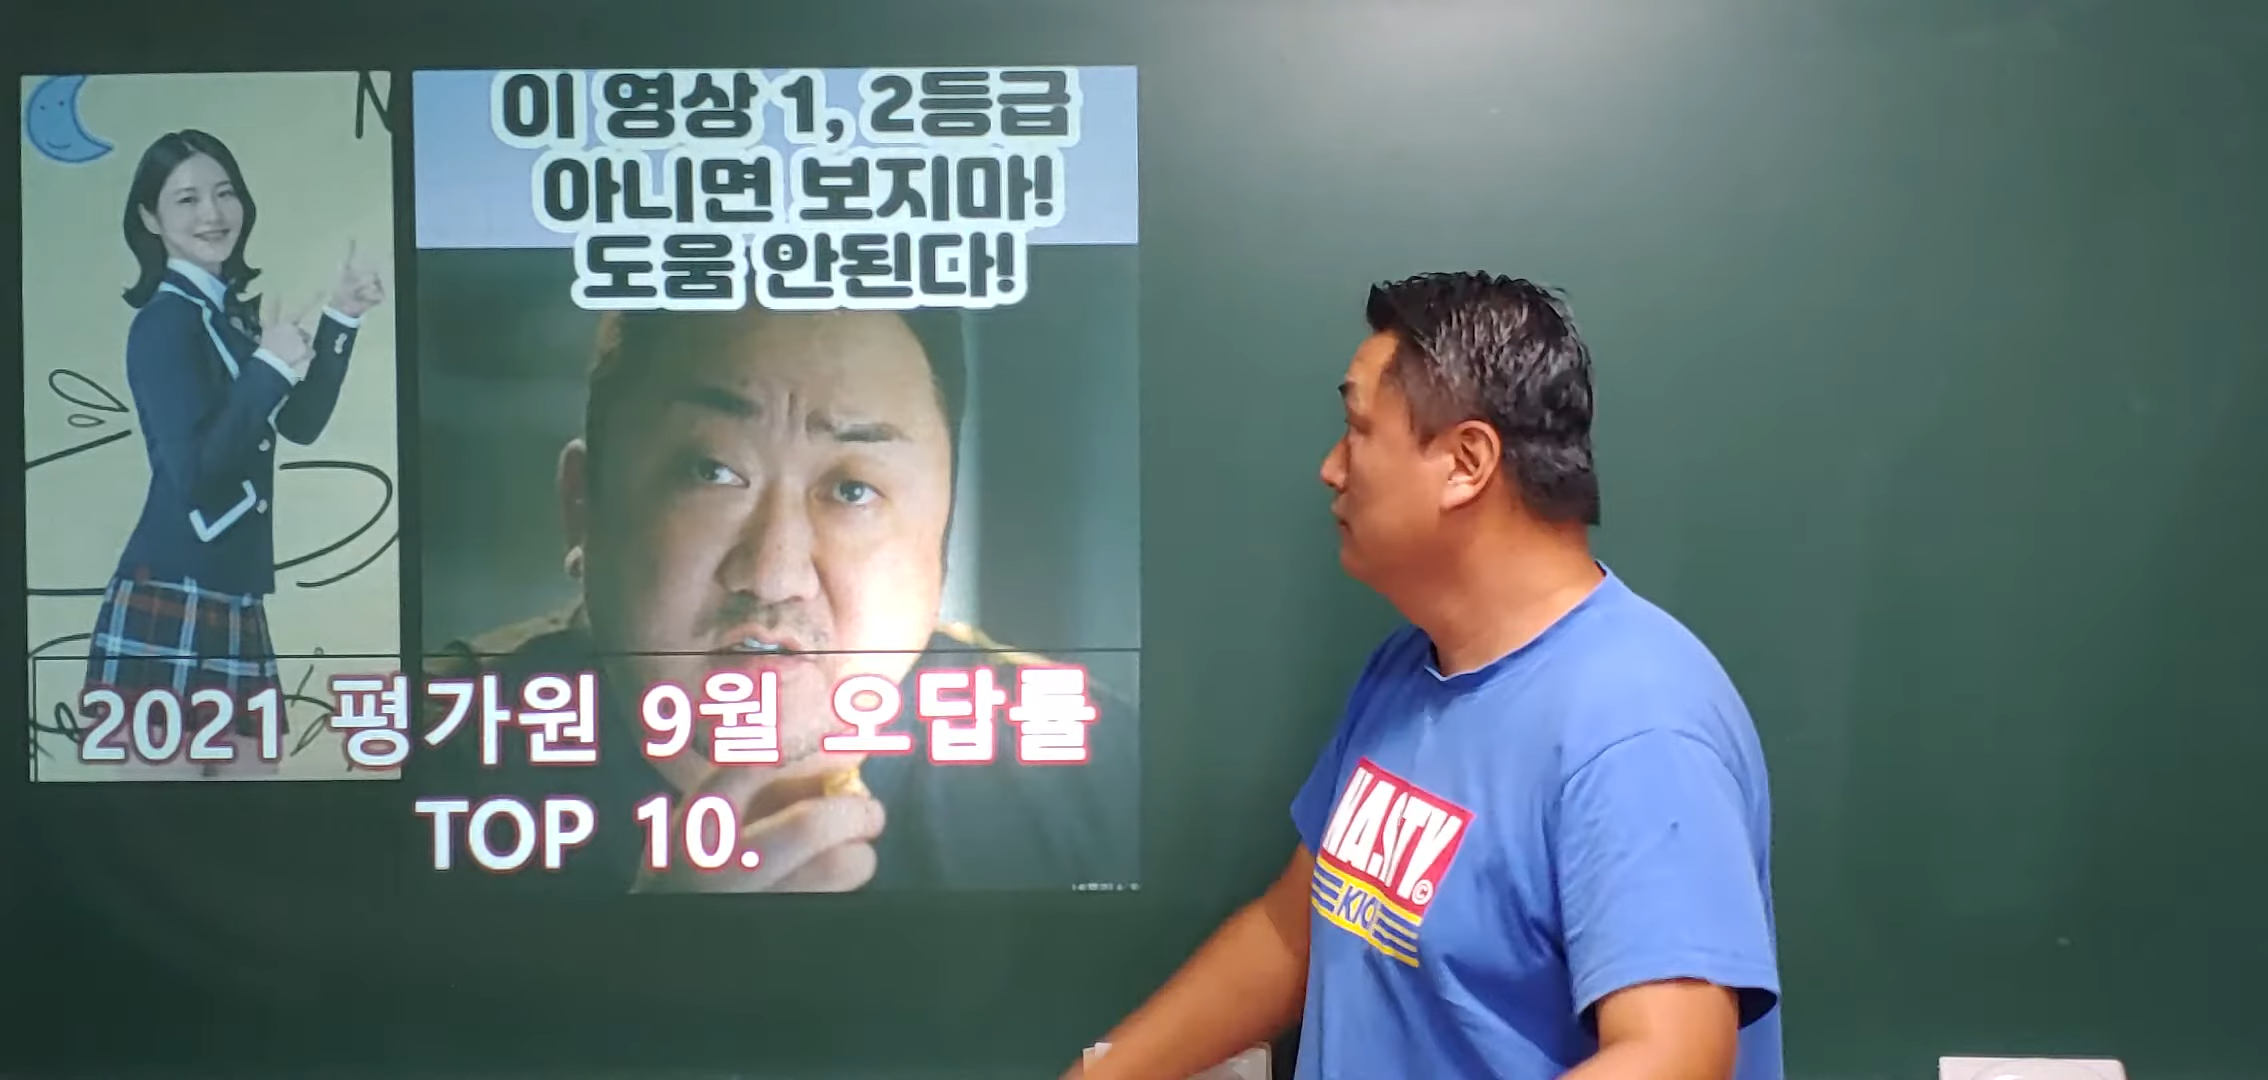 이 영상 1, 2등급
아니면 보지마!
도움 안된다!
2021 평가원 9월 오답률
TOP 10.
NASTY
©